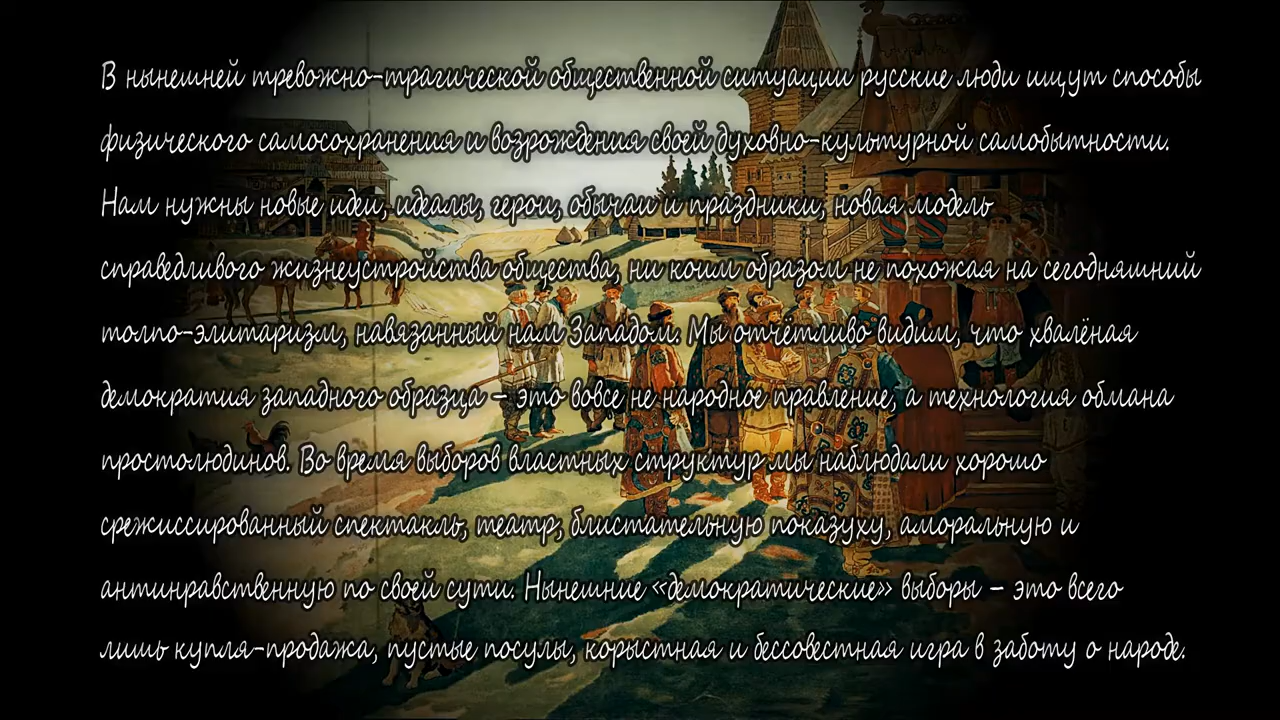 В нынешней тревожно-трагической общественной ситуации русские люди ищут способы
физического самосохранения и возрождения своей духовно-культурной самобытности.
Нам нужны новые идеи, идеалы, герои, обычаи и праздники, новая модель
справедливого жизнеустройства общества, ни коим образом не похожая на сегодняшний
толпо-элитаризм, навязанный нам Западом. Мы отчётливо видим, что хвалёная
демократия западного образца – это вовсе не народное правление, а технология обмана
простолюдинов. Во время выборов властных структур мы наблюдали хорошо
срежиссированный спектакль, театр, блистательную показуху, аморальную и
антинравственную по своей сути. Нынешние «демократические» выборы – это всего
лишь купля-продажа, пустые посулы, корыстная и бессовестная игра в заботу о народе.